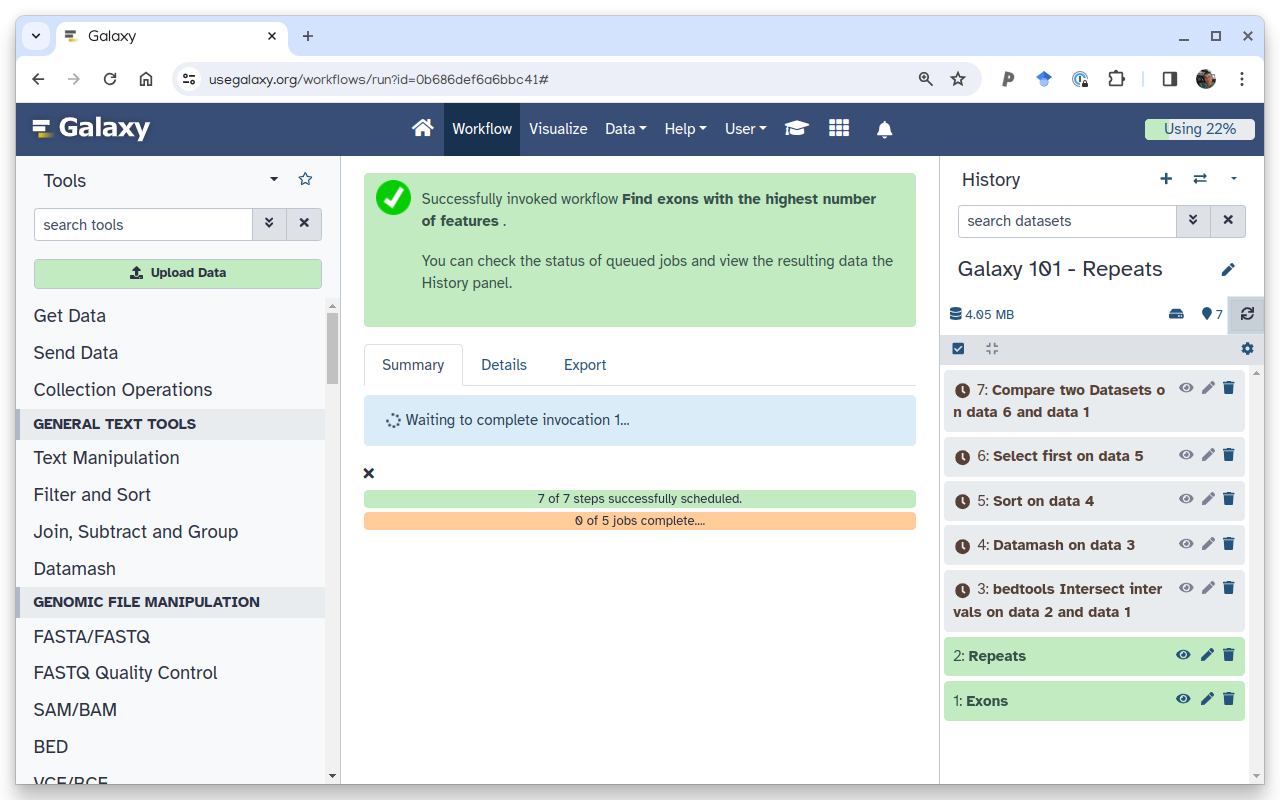 Galaxy
usegalaxy.org/workflows/run?id=0b686def6a6bbc41#
Galaxy
Workflow
Visualize
Data
Help
User
Using 22%
Tools
search tools
Upload Data
Get Data
Send Data
Collection Operations
GENERAL TEXT TOOLS
Text Manipulation
Filter and Sort
Join, Subtract and Group
Datamash
GENOMIC FILE MANIPULATION
FASTA/FASTQ
FASTQ Quality Control
SAM/BAM
BED
VCF/BCF
Successfully invoked workflow Find exons with the highest number
of features .
You can check the status of queued jobs and view the resulting data the
History panel.
Summary
Details
Export
Waiting to complete invocation 1...
7 of 7 steps successfully scheduled.
0 of 5 jobs complete....
History
search datasets
Galaxy 101 - Repeats
4.05 MB
7
7: Compare two Datasets o
n data 6 and data 1
6: Select first on data 5
5: Sort on data 4
4: Datamash on data 3
3: bedtools Intersect inter
vals on data 2 and data 1
2: Repeats
1: Exons